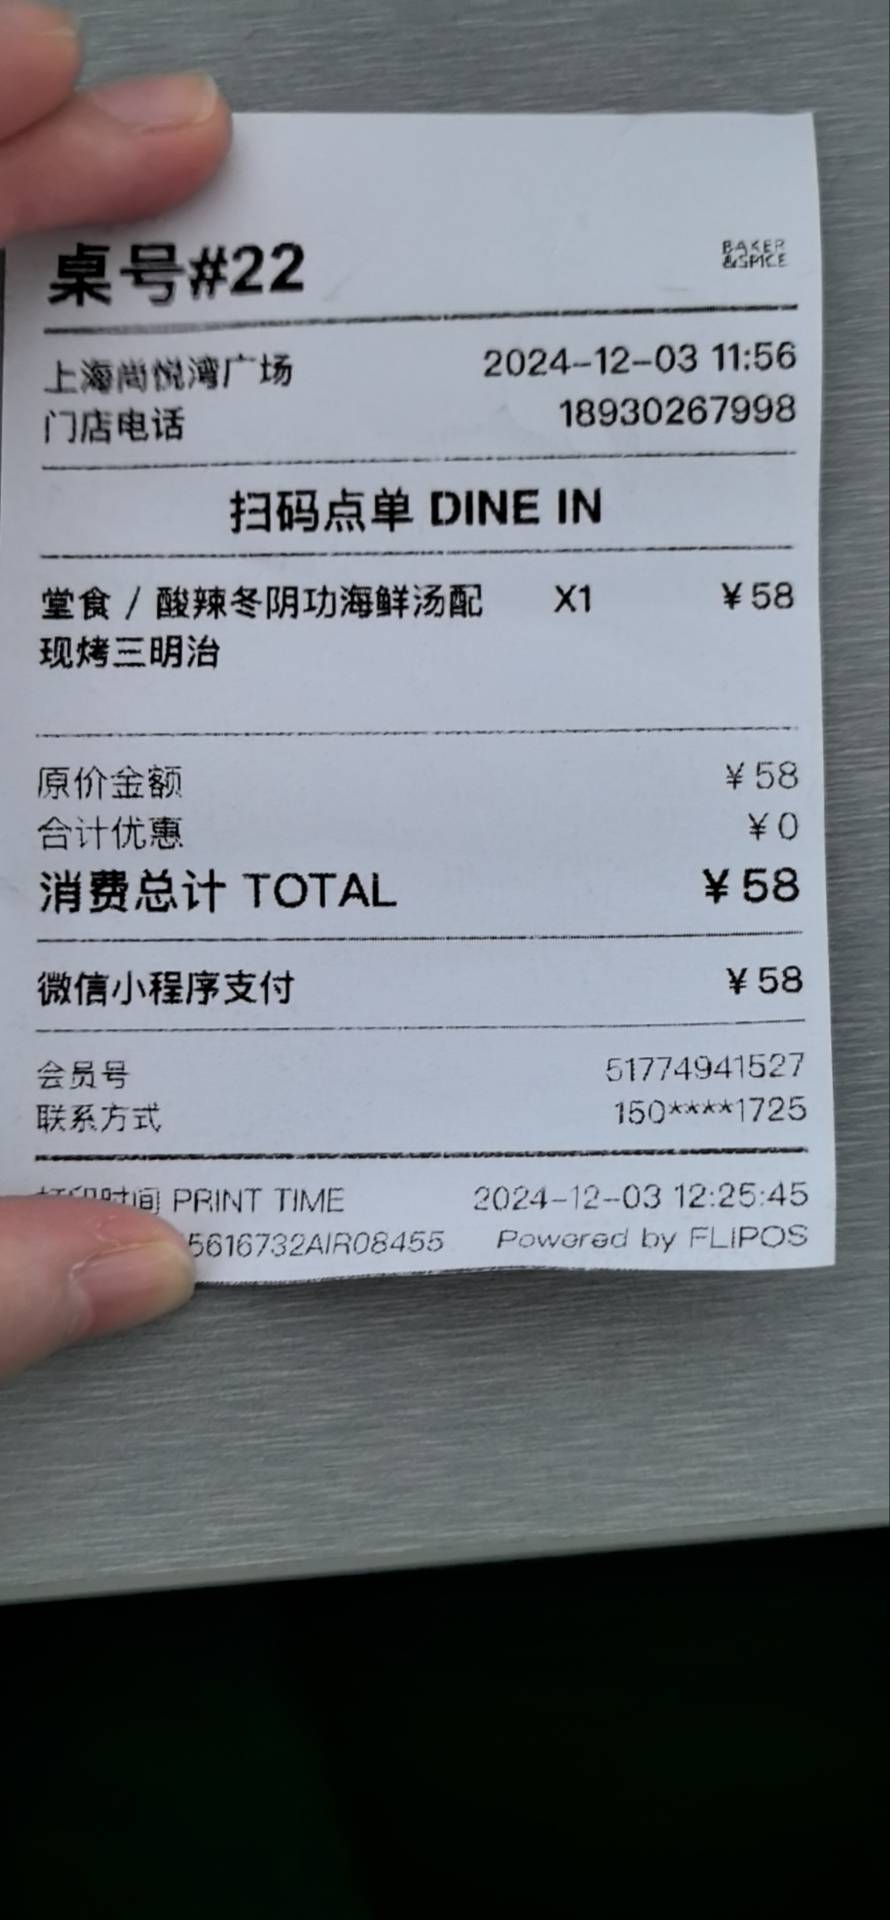 桌号#22
BAKER
&SPICE
上海尚悦湾广场 2024-12-03 11:56
门店电话 18930267998
扫码点单 DINE IN
堂食 / 酸辣冬阴功海鲜汤配 X1 ¥58
现烤三明治
原价金额 ¥58
合计优惠 ¥0
消费总计 TOTAL ¥58
微信小程序支付 ¥58
会员号 51774941527
联系方式 150****1725
打印时间 PRINT TIME 2024-12-03 12:25:45
5616732AIR08455 Powered by FLIPOS